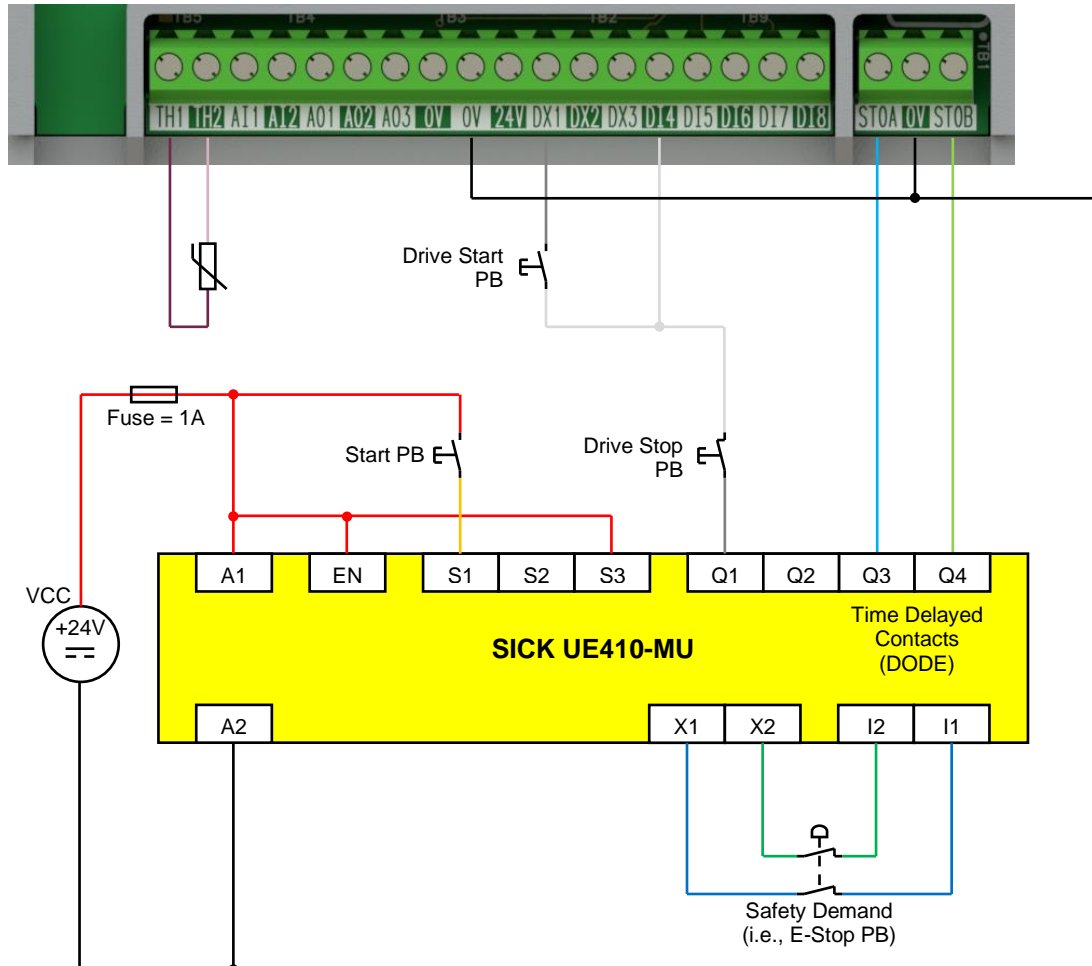 TB5 TB4 TB3 TB2 TB9
TB1
TH1 TH2 AI1 AI2 AO1 AO2 AO3 0V 0V 24V DX1 DX2 DX3 DI4 DI5 DI6 DI7 DI8
STOA 0V STOB
Drive Start
PB
Fuse = 1A
Start PB
Drive Stop
PB
A1 EN S1 S2 S3 Q1 Q2 Q3 Q4
VCC
+24V
Time Delayed
Contacts
(DODE)
SICK UE410-MU
A2 X1 X2 I2 I1
Safety Demand
(i.e., E-Stop PB)